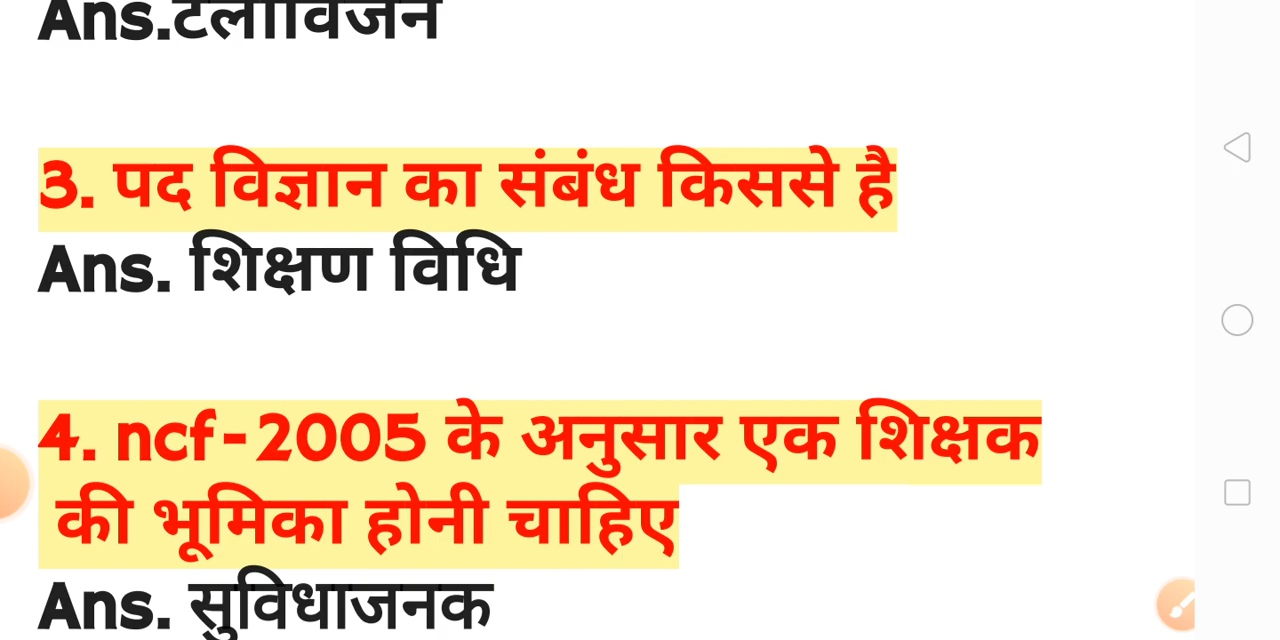 Ans.टेलीविजन
3. पद विज्ञान का संबंध किससे है
Ans. शिक्षण विधि
4. ncf-2005 के अनुसार एक शिक्षक
की भूमिका होनी चाहिए
Ans. सुविधाजनक